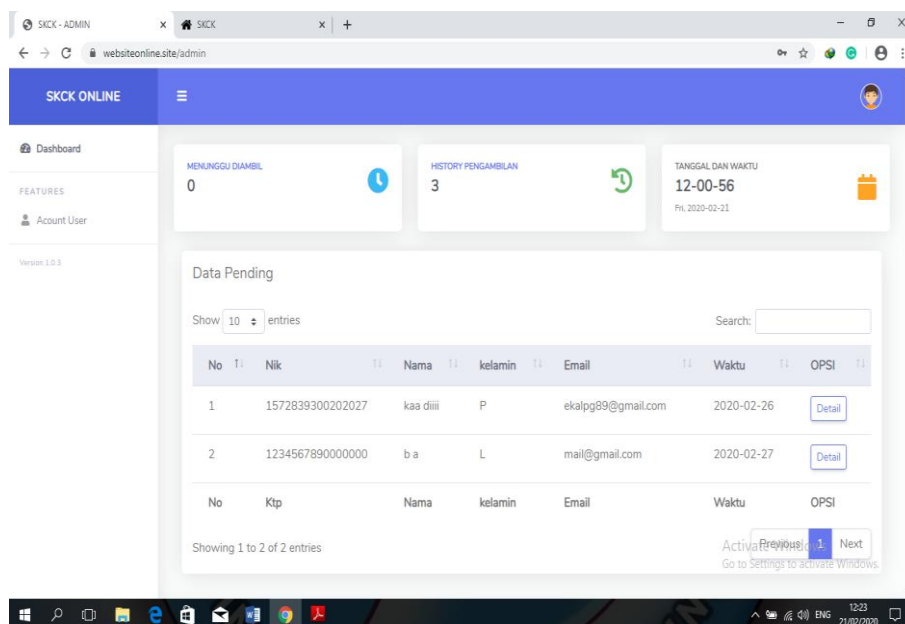 SKCK - ADMIN
SKCK
websiteonline.site/admin
SKCK ONLINE
Dashboard
FEATURES
Acount User
Version 1.0.3
MENUNGGU DIAMBIL
0
HISTORY PENGAMBILAN
3
TANGGAL DAN WAKTU
12-00-56
Fri, 2020-02-21
Data Pending
Show 10 entries
Search:
No Nik Nama kelamin Email Waktu OPSI
1 1572839300202027 kaa diiii P ekalpg89@gmail.com 2020-02-26 Detail
2 1234567890000000 b a L mail@gmail.com 2020-02-27 Detail
No Ktp Nama kelamin Email Waktu OPSI
Showing 1 to 2 of 2 entries
Previous 1 Next
Activate Windows
Go to Settings to activate Windows.
ENG
12:23
21/02/2020